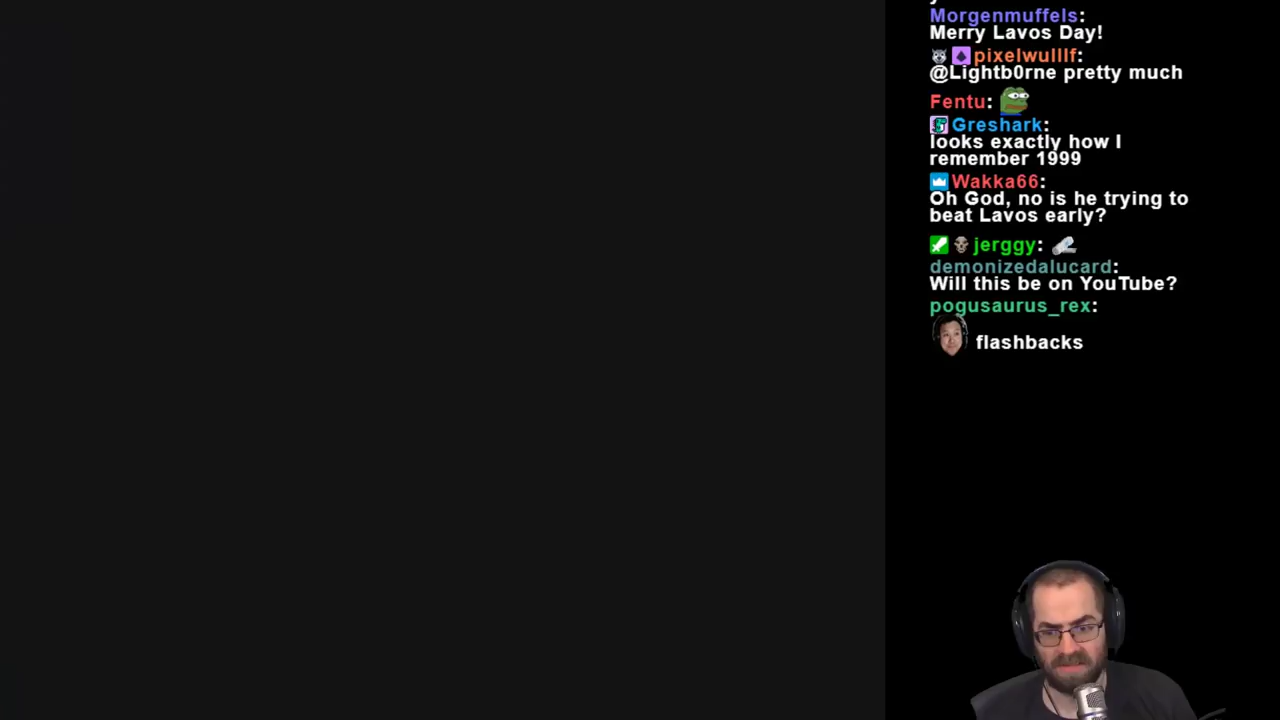 Morgenmuffels:
Merry Lavos Day!
pixelwulllf:
@Lightb0rne pretty much
Fentu:
Greshark:
looks exactly how I
remember 1999
Wakka66:
Oh God, no is he trying to
beat Lavos early?
jerggy:
demonizedalucard:
Will this be on YouTube?
pogusaurus_rex:
flashbacks